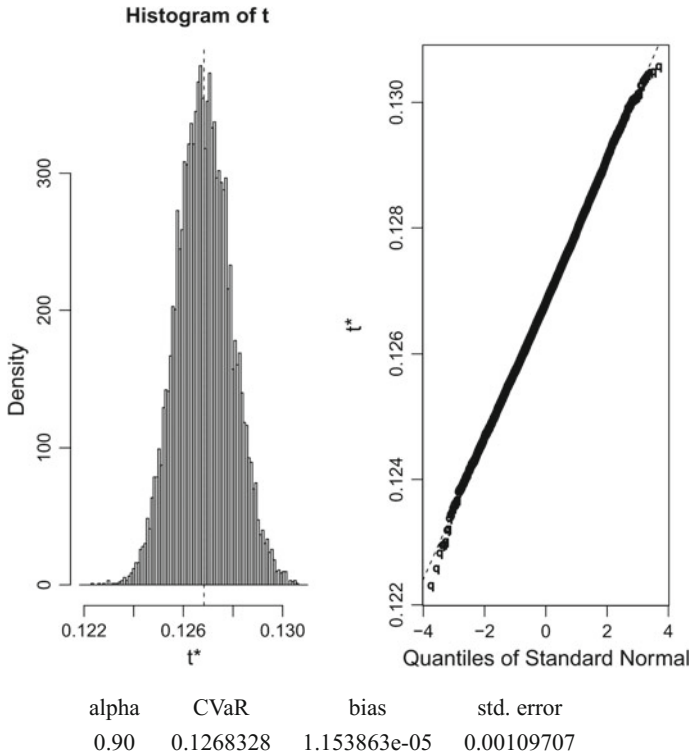 Histogram of t
Density
0
100
200
300
0.122
0.126
0.130
t*
t*
0.122
0.124
0.126
0.128
0.130
−4
−2
0
2
4
Quantiles of Standard Normal
alpha CVaR bias std. error
0.90 0.1268328 1.153863e-05 0.00109707